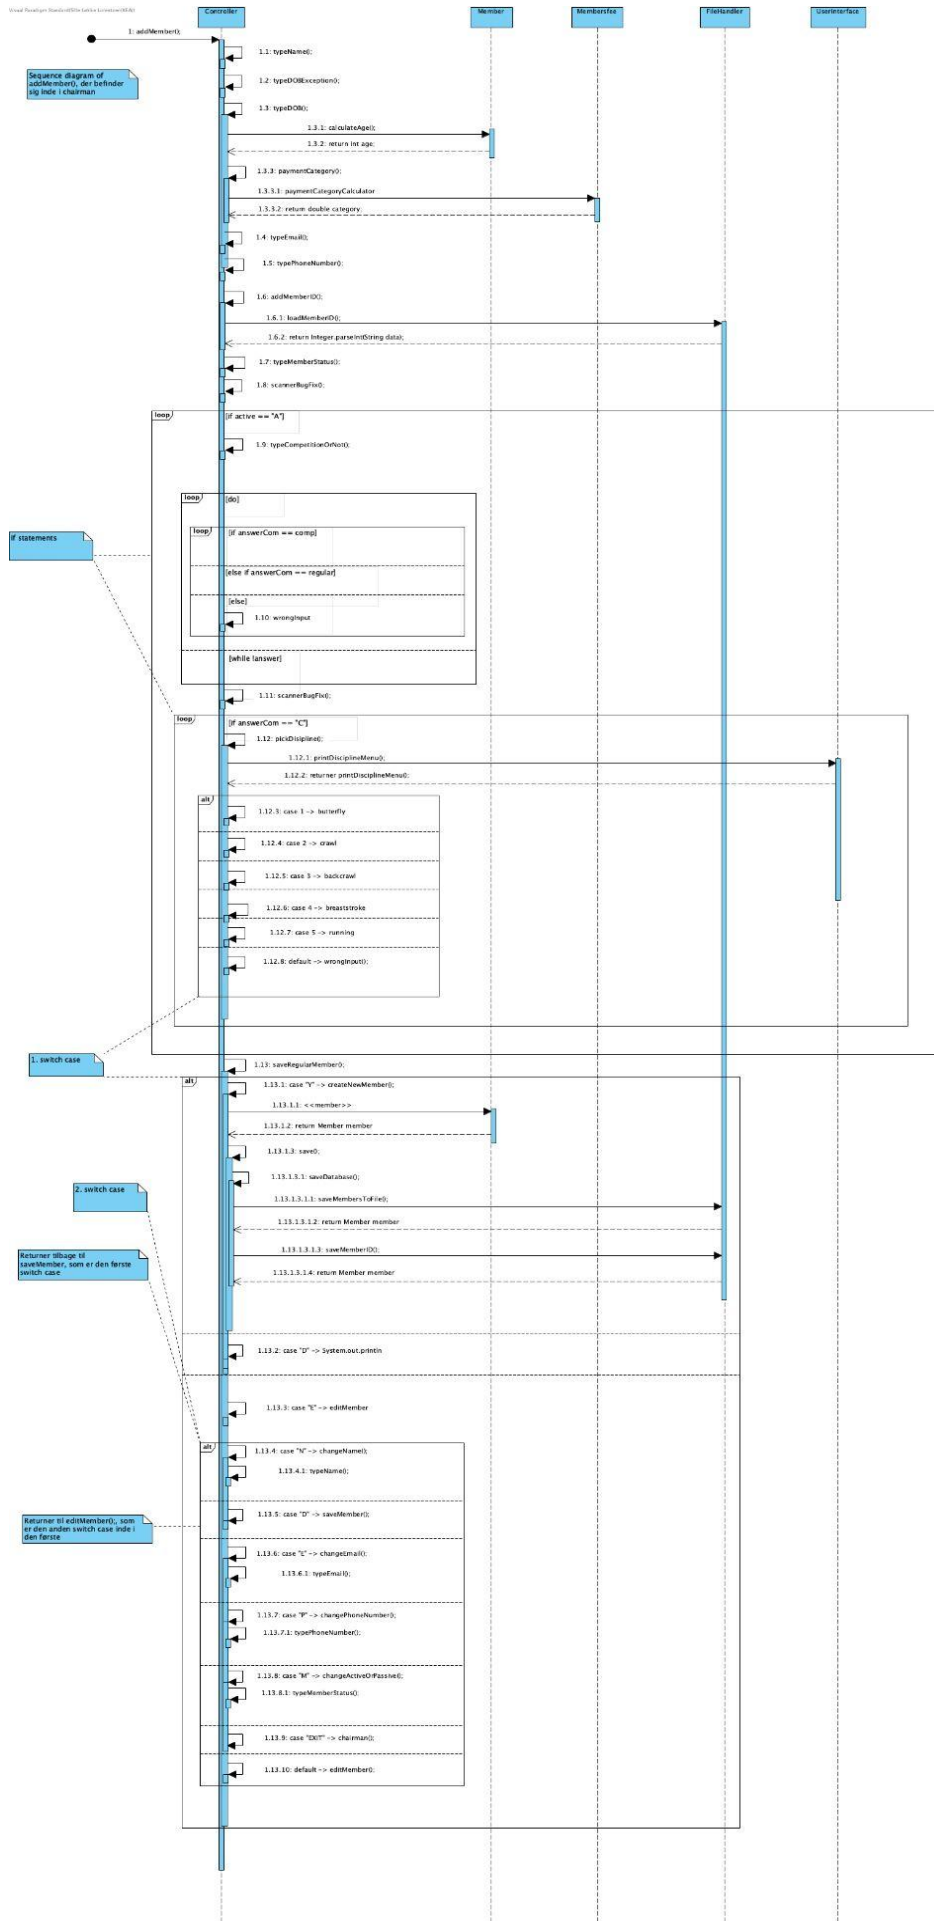 Controller
Member
Membersfee
FileHandler
UserInterface
1: addMember();
Sequence diagram of
addMember(), der befinder
sig inde i chairman
1.1: typeName();
1.2: typeDOBException();
1.3: typeDOB();
1.3.1: calculateAge();
1.3.2: return int age;
1.3.3: paymentCategory();
1.3.3.1: paymentCategoryCalculator
1.3.3.2: return double category;
1.4: typeEmail();
1.5: typePhoneNumber();
1.6: addMemberID();
1.6.1: loadMemberID();
1.6.2: return Integer.parseInt(String data);
1.7: typeMemberStatus();
1.8: scannerBugFix();
loop
[if active == "A"]
1.9: typeCompetitionOrNot();
loop
[do]
if statements
loop
[if answerCom == comp]
[else if answerCom == regular]
[else]
1.10: wrongInput
[while !answer]
1.11: scannerBugFix();
loop
[if answerCom == "C"]
1.12: pickDisipline();
1.12.1: printDisciplineMenu();
1.12.2: returner printDisciplineMenu();
alt
1.12.3: case 1 -> butterfly
1.12.4: case 2 -> crawl
1.12.5: case 3 -> backcrawl
1.12.6: case 4 -> breaststroke
1.12.7: case 5 -> running
1.12.8: default -> wrongInput();
1. switch case
1.13: saveRegularMember();
alt
1.13.1: case "Y" -> createNewMember();
1.13.1.1: <<member>>
1.13.1.2: return Member member
1.13.1.3: save();
1.13.1.3.1: saveDatabase();
2. switch case
1.13.1.3.1.1: saveMembersToFile();
1.13.1.3.1.2: return Member member
Returner tilbage til
saveMember, som er den første
switch case
1.13.1.3.1.3: saveMemberID();
1.13.1.3.1.4: return Member member
1.13.2: case "D" -> System.out.println
1.13.3: case "E" -> editMember
alt
1.13.4: case "N" -> changeName();
1.13.4.1: typeName();
1.13.5: case "D" -> saveMember();
Returner til editMember();, som
er den anden switch case inde i
den første
1.13.6: case "E" -> changeEmail();
1.13.6.1: typeEmail();
1.13.7: case "P" -> changePhoneNumber();
1.13.7.1: typePhoneNumber();
1.13.8: case "M" -> changeActiveOrPassive();
1.13.8.1: typeMemberStatus();
1.13.9: case "EXIT" -> chairman();
1.13.10: default -> editMember();